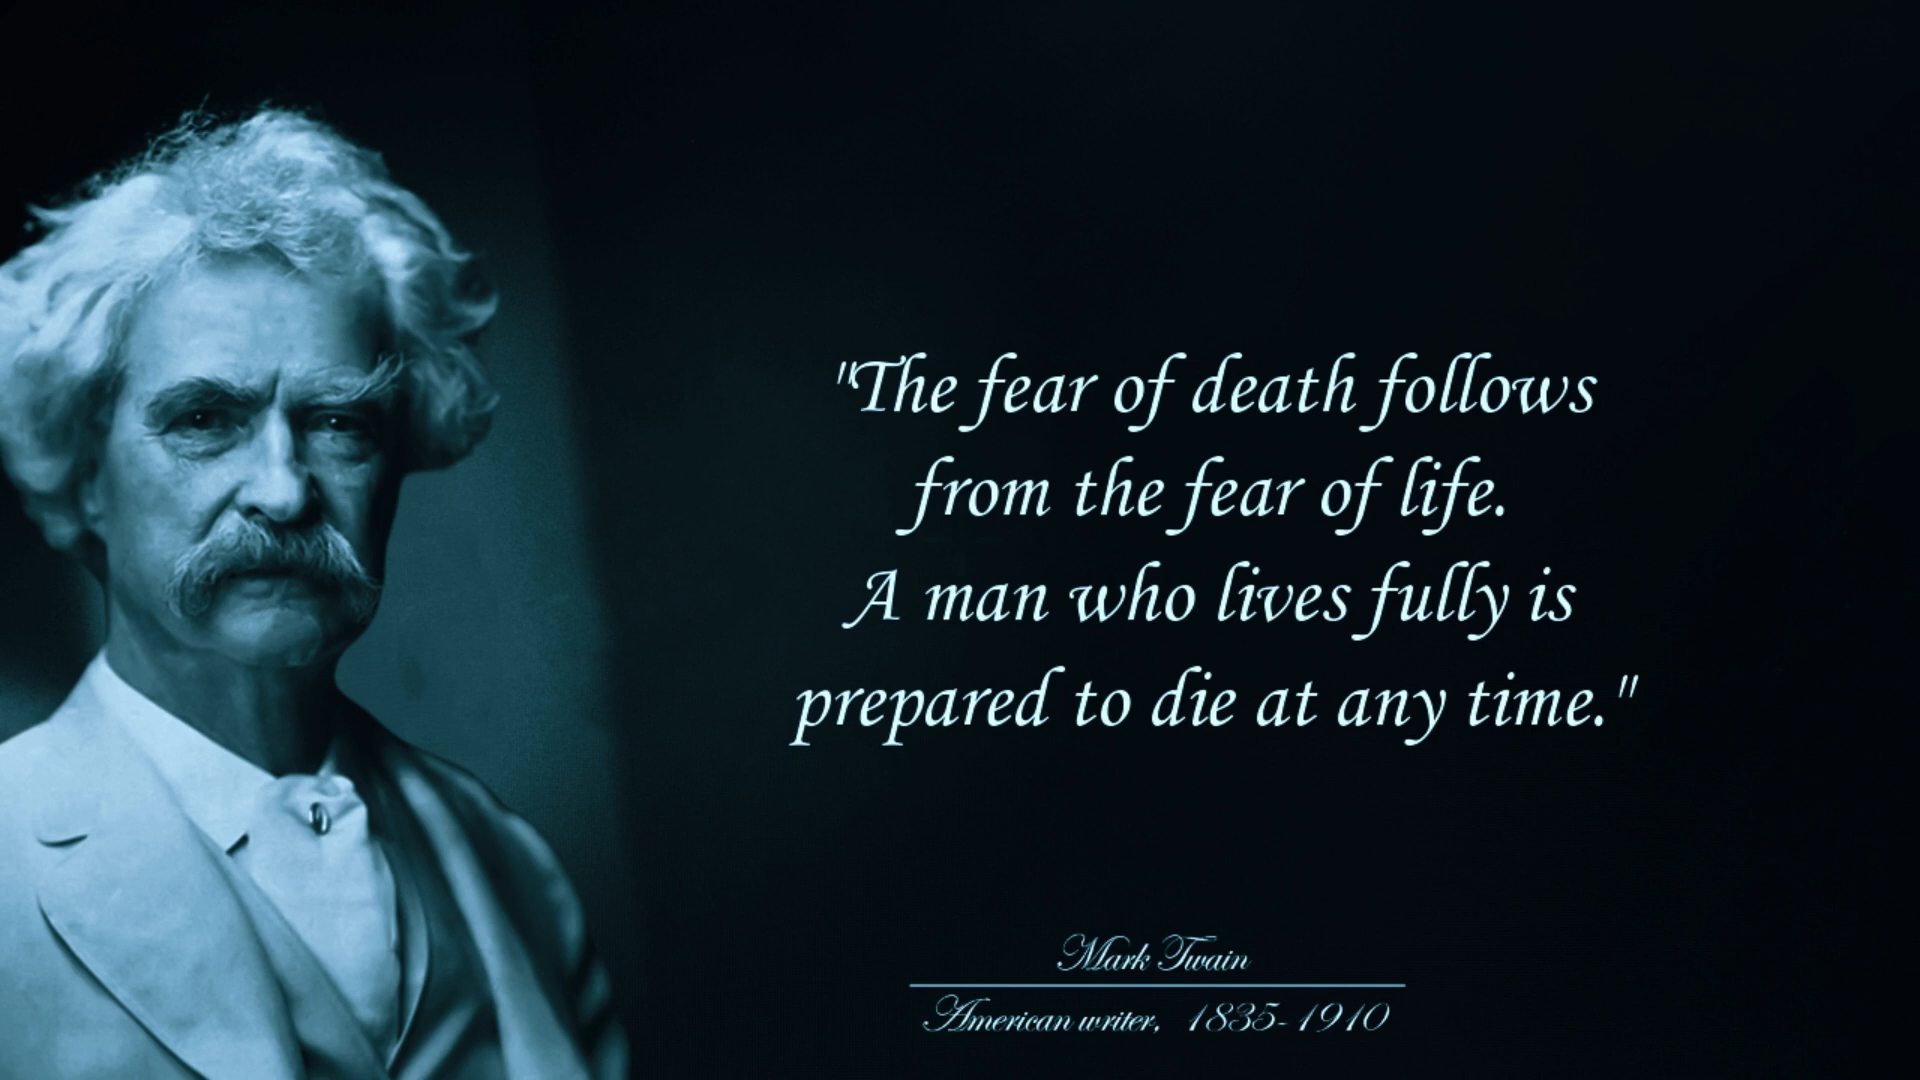 "The fear of death follows
from the fear of life.
A man who lives fully is
prepared to die at any time."
Mark Twain
American writer, 1835-1910